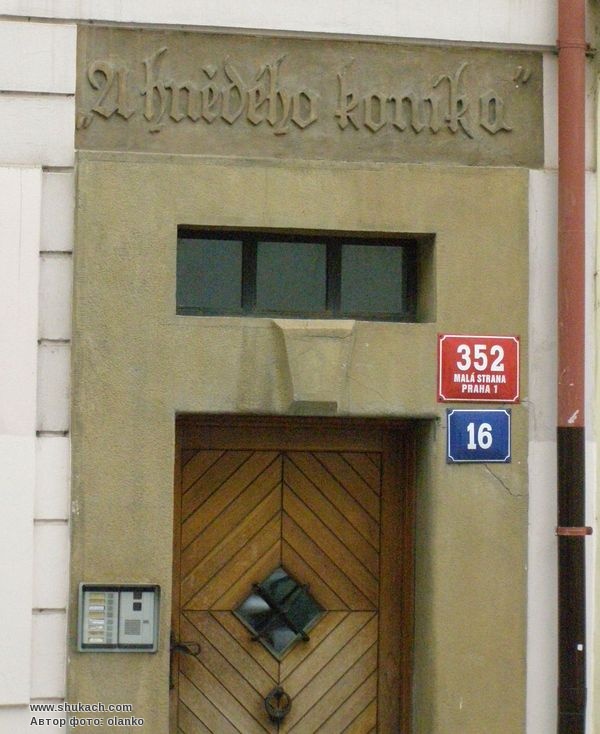 „U hnědého koníka“
352
MALÁ STRANA
PRAHA 1
16
www.shukach.com
Автор фото: olanko